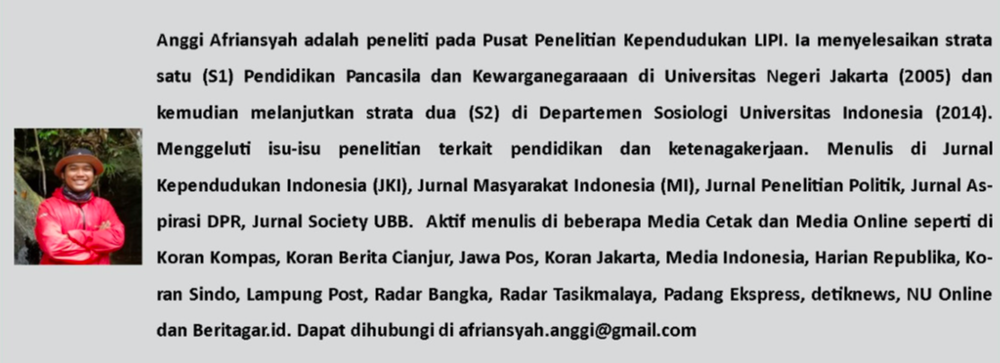 Anggi Afriansyah adalah peneliti pada Pusat Penelitian Kependudukan LIPI. Ia menyelesaikan strata
satu (S1) Pendidikan Pancasila dan Kewarganegaraaan di Universitas Negeri Jakarta (2005) dan
kemudian melanjutkan strata dua (S2) di Departemen Sosiologi Universitas Indonesia (2014).
Menggeluti isu-isu penelitian terkait pendidikan dan ketenagakerjaan. Menulis di Jurnal
Kependudukan Indonesia (JKI), Jurnal Masyarakat Indonesia (MI), Jurnal Penelitian Politik, Jurnal As-
pirasi DPR, Jurnal Society UBB. Aktif menulis di beberapa Media Cetak dan Media Online seperti di
Koran Kompas, Koran Berita Cianjur, Jawa Pos, Koran Jakarta, Media Indonesia, Harian Republika, Ko-
ran Sindo, Lampung Post, Radar Bangka, Radar Tasikmalaya, Padang Ekspress, detiknews, NU Online
dan Beritagar.id. Dapat dihubungi di afriansyah.anggi@gmail.com